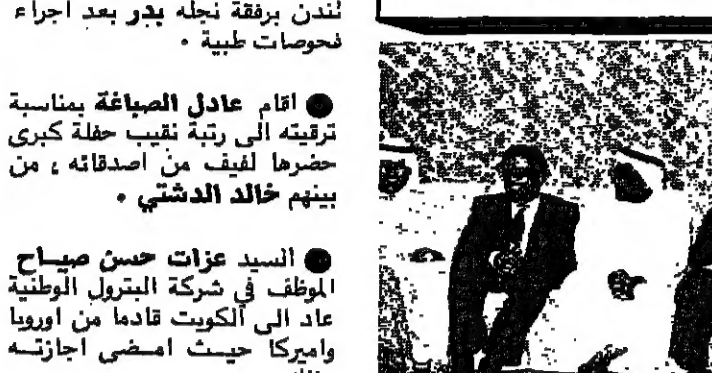 لندن برفقة نجله بدر بعد اجراء
فحوصات طبية .
● اقام عادل الصباغة بمناسبة
ترقيته الى رتبة نقيب حفلة كبرى
حضرها لفيف من اصدقائه ، من
بينهم خالد الدشتي .
● السيد عزات حسن صياح
الموظف في شركة البترول الوطنية
عاد الى الكويت قادما من اوروبا
واميركا حيث امضى اجازته